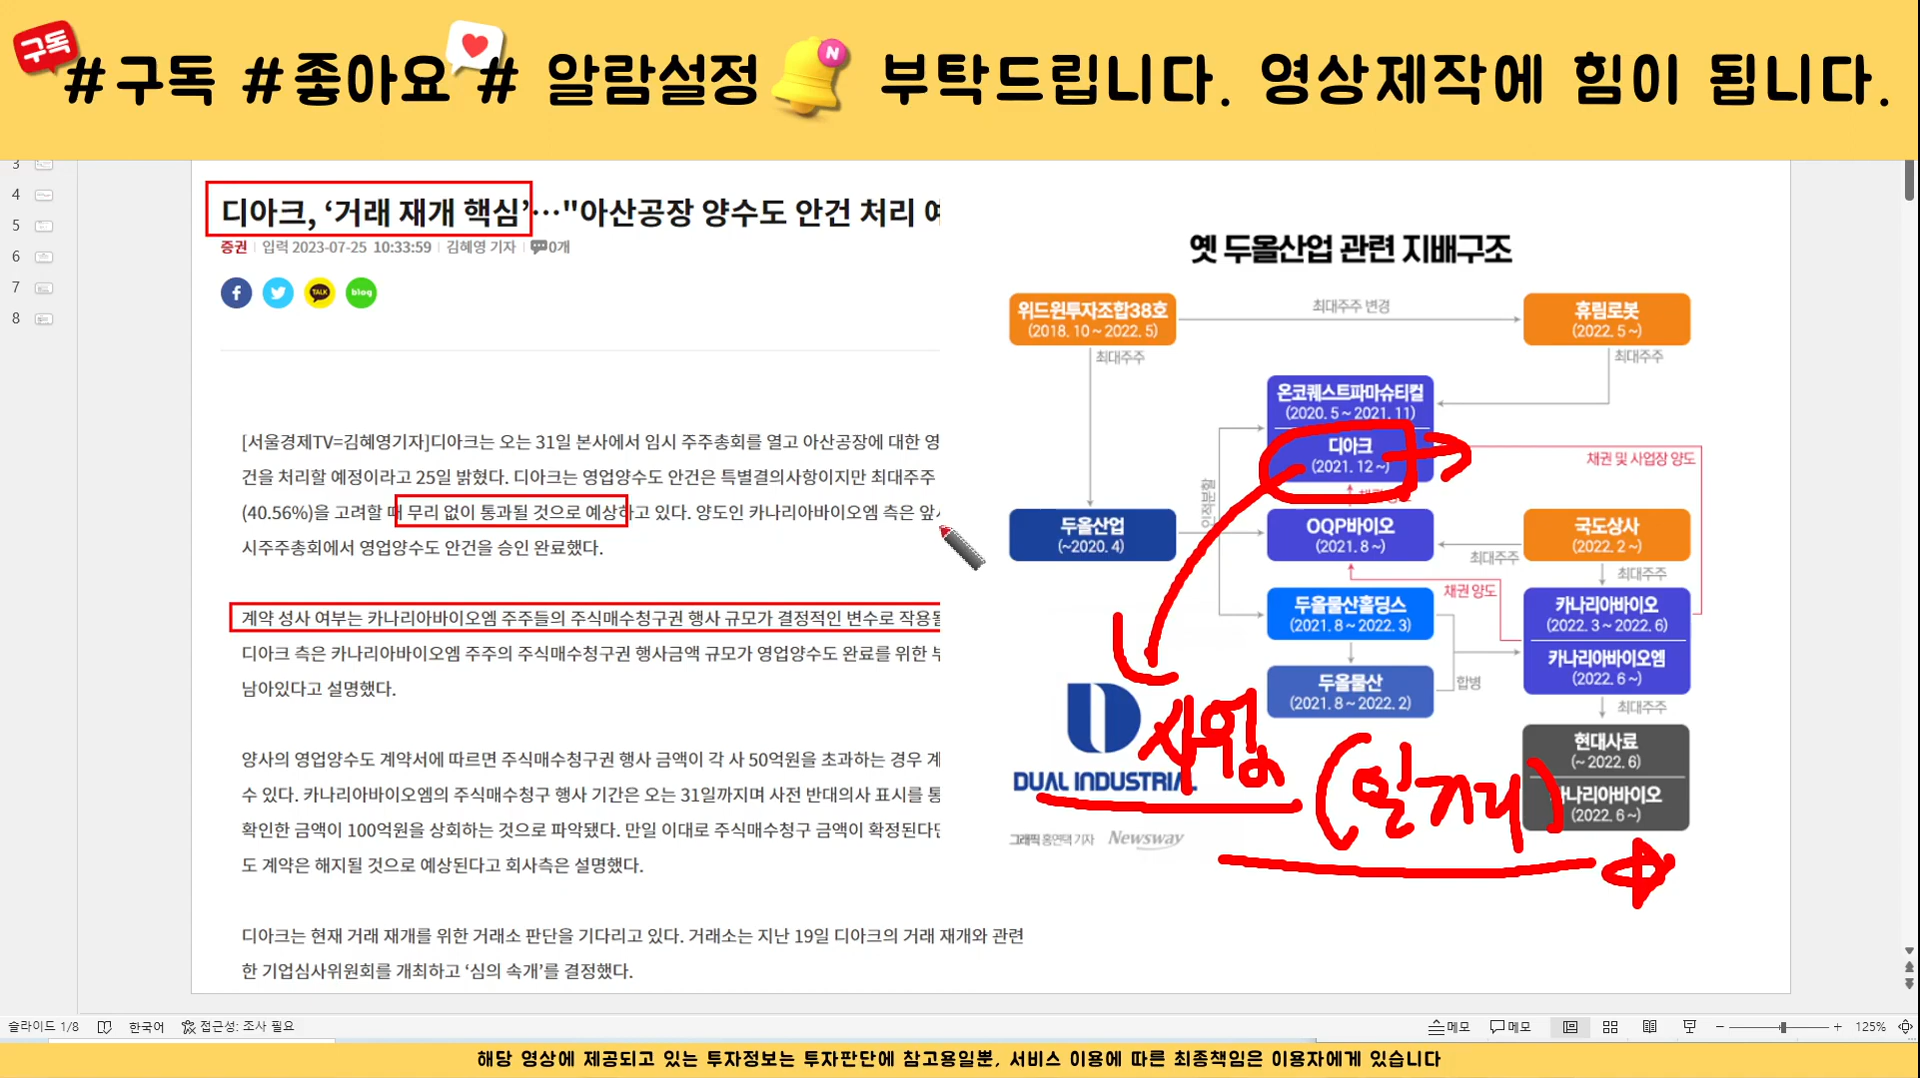 구독
#구독 #좋아요 # 알람설정 부탁드립니다. 영상제작에 힘이 됩니다.
N
3
4
5
6
7
8
디아크, ‘거래 재개 핵심’…"아산공장 양수도 안건 처리
증권 | 입력 2023-07-25 10:33:59 | 김혜영 기자 | 0개
f
TALK
blog
[서울경제TV=김혜영기자]디아크는 오는 31일 본사에서 임시 주주총회를 열고 아산공장에 대한 영
건을 처리할 예정이라고 25일 밝혔다. 디아크는 영업양수도 안건은 특별결의사항이지만 최대주주
(40.56%)을 고려할 때 무리 없이 통과될 것으로 예상하고 있다. 양도인 카나리아바이오엠 측은
시주주총회에서 영업양수도 안건을 승인 완료했다.
계약 성사 여부는 카나리아바이오엠 주주들의 주식매수청구권 행사 규모가 결정적인 변수로
디아크 측은 카나리아바이오엠 주주의 주식매수청구권 행사금액 규모가 영업양수도 완료를 위한
남아있다고 설명했다.
양사의 영업양수도 계약서에 따르면 주식매수청구권 행사 금액이 각 사 50억원을 초과하는 경우 계
수 있다. 카나리아바이오엠의 주식매수청구 행사 기간은 오는 31일까지며 사전 반대의사 표시를 통
확인한 금액이 100억원을 상회하는 것으로 파악됐다. 만일 이대로 주식매수청구 금액이 확정된다면
도 계약은 해지될 것으로 예상된다고 회사측은 설명했다.
디아크는 현재 거래 재개를 위한 거래소 판단을 기다리고 있다. 거래소는 지난 19일 디아크의 거래 재개와 관련
한 기업심사위원회를 개최하고 ‘심의 속개’를 결정했다.
옛 두올산업 관련 지배구조
위드윈투자조합38호
(2018. 10 ~ 2022. 5)
최대주주 변경
휴림로봇
(2022. 5 ~)
최대주주
최대주주
온코퀘스트파마슈티컬
(2020. 5 ~ 2021. 11)
디아크
(2021. 12 ~)
채권 및 사업장 양도
인적분할
두올산업
(~2020. 4)
OQP바이오
(2021. 8 ~)
최대주주
국도상사
(2022. 2 ~)
최대주주
채권 양도
두올물산홀딩스
(2021. 8 ~ 2022. 3)
카나리아바이오
(2022. 3 ~ 2022. 6)
카나리아바이오엠
(2022. 6 ~)
두올물산
(2021. 8 ~ 2022. 2)
합병
최대주주
현대사료
(~ 2022. 6)
카나리아바이오
(2022. 6 ~)
DUAL INDUSTRIAL
사업
그래픽 홍연택 기자 Newsway
슬라이드 1/8 한국어 접근성: 조사 필요
메모 메모 125%
해당 영상에 제공되고 있는 투자정보는 투자판단에 참고용일뿐, 서비스 이용에 따른 최종책임은 이용자에게 있습니다